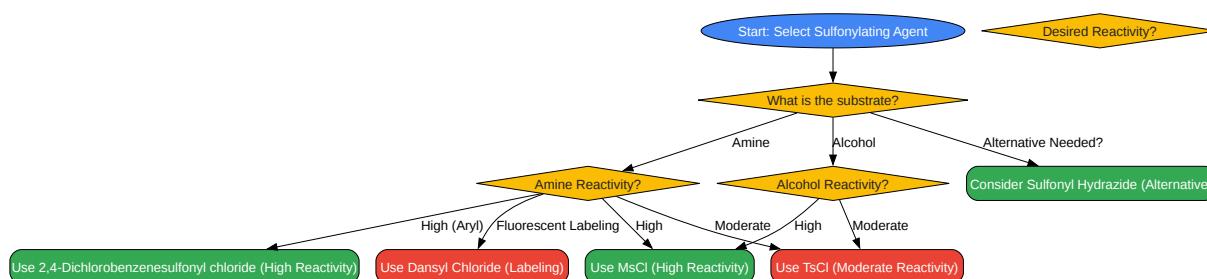 Start: Select Sulfonylating Agent
Desired Reactivity?
What is the substrate?
Amine
Alcohol
Alternative Needed?
Amine Reactivity?
Alcohol Reactivity?
Consider Sulfonyl Hydrazide (Alternative
High (Aryl)
Fluorescent Labeling
High
Moderate
High
Moderate
Use 2,4-Dichlorobenzenesulfonyl chloride (High Reactivity)
Use Dansyl Chloride (Labeling)
Use MsCl (High Reactivity)
Use TsCl (Moderate Reactivity)